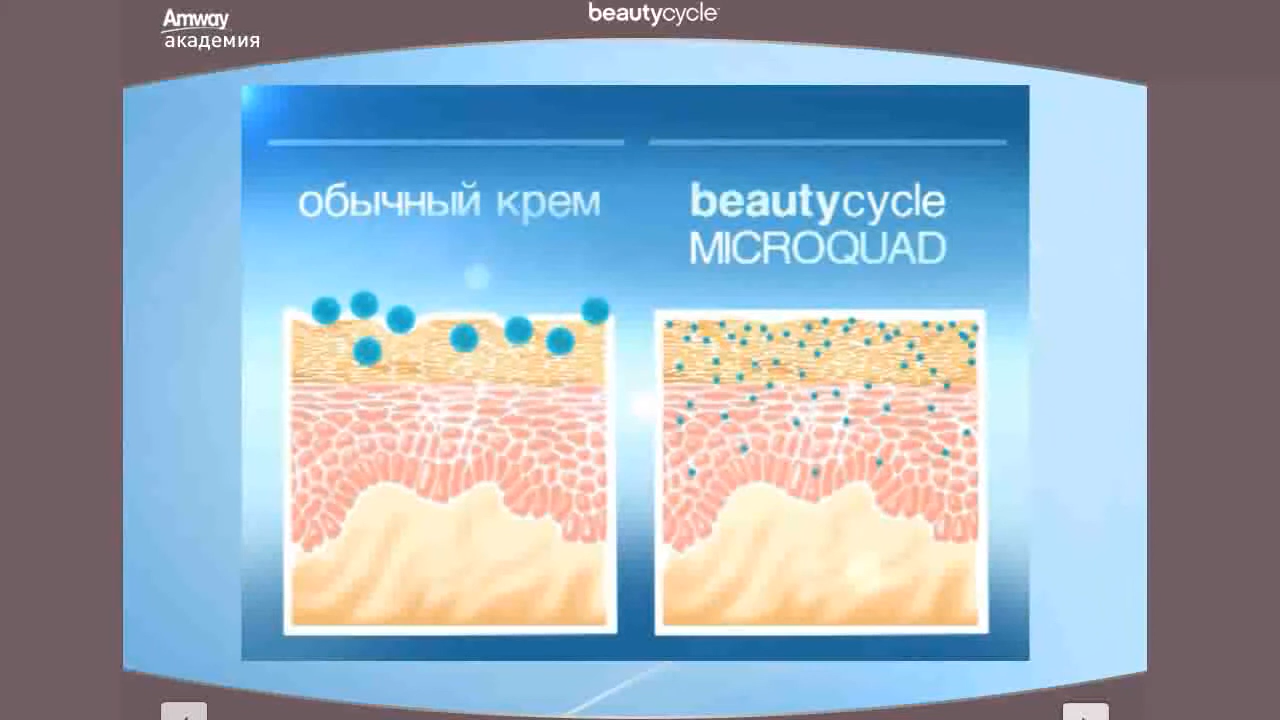 Amway
академия
beautycycle
обычный крем
beautycycle
MICROQUAD